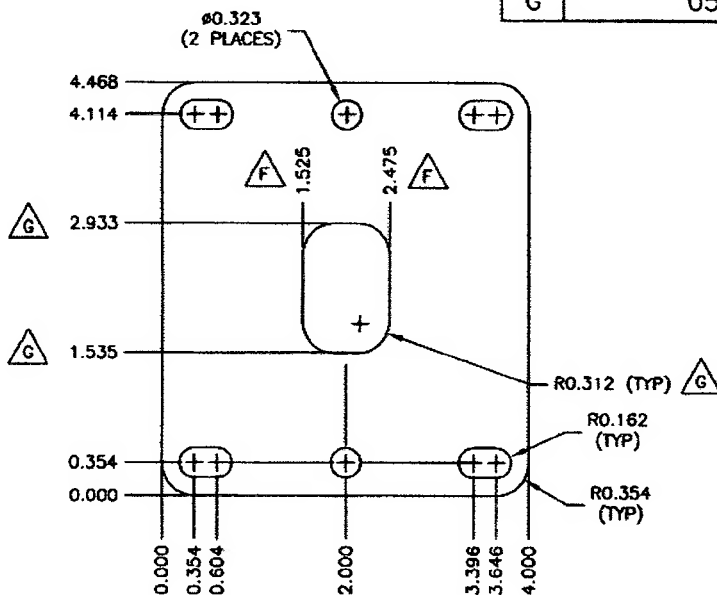 G 05
ø0.323
(2 PLACES)
4.468
4.114
F 1.525 2.475 F
G 2.933
G 1.535
R0.312 (TYP) G
R0.162
(TYP)
0.354
0.000
R0.354
(TYP)
0.000 0.354 0.604 2.000 3.396 3.646 4.000